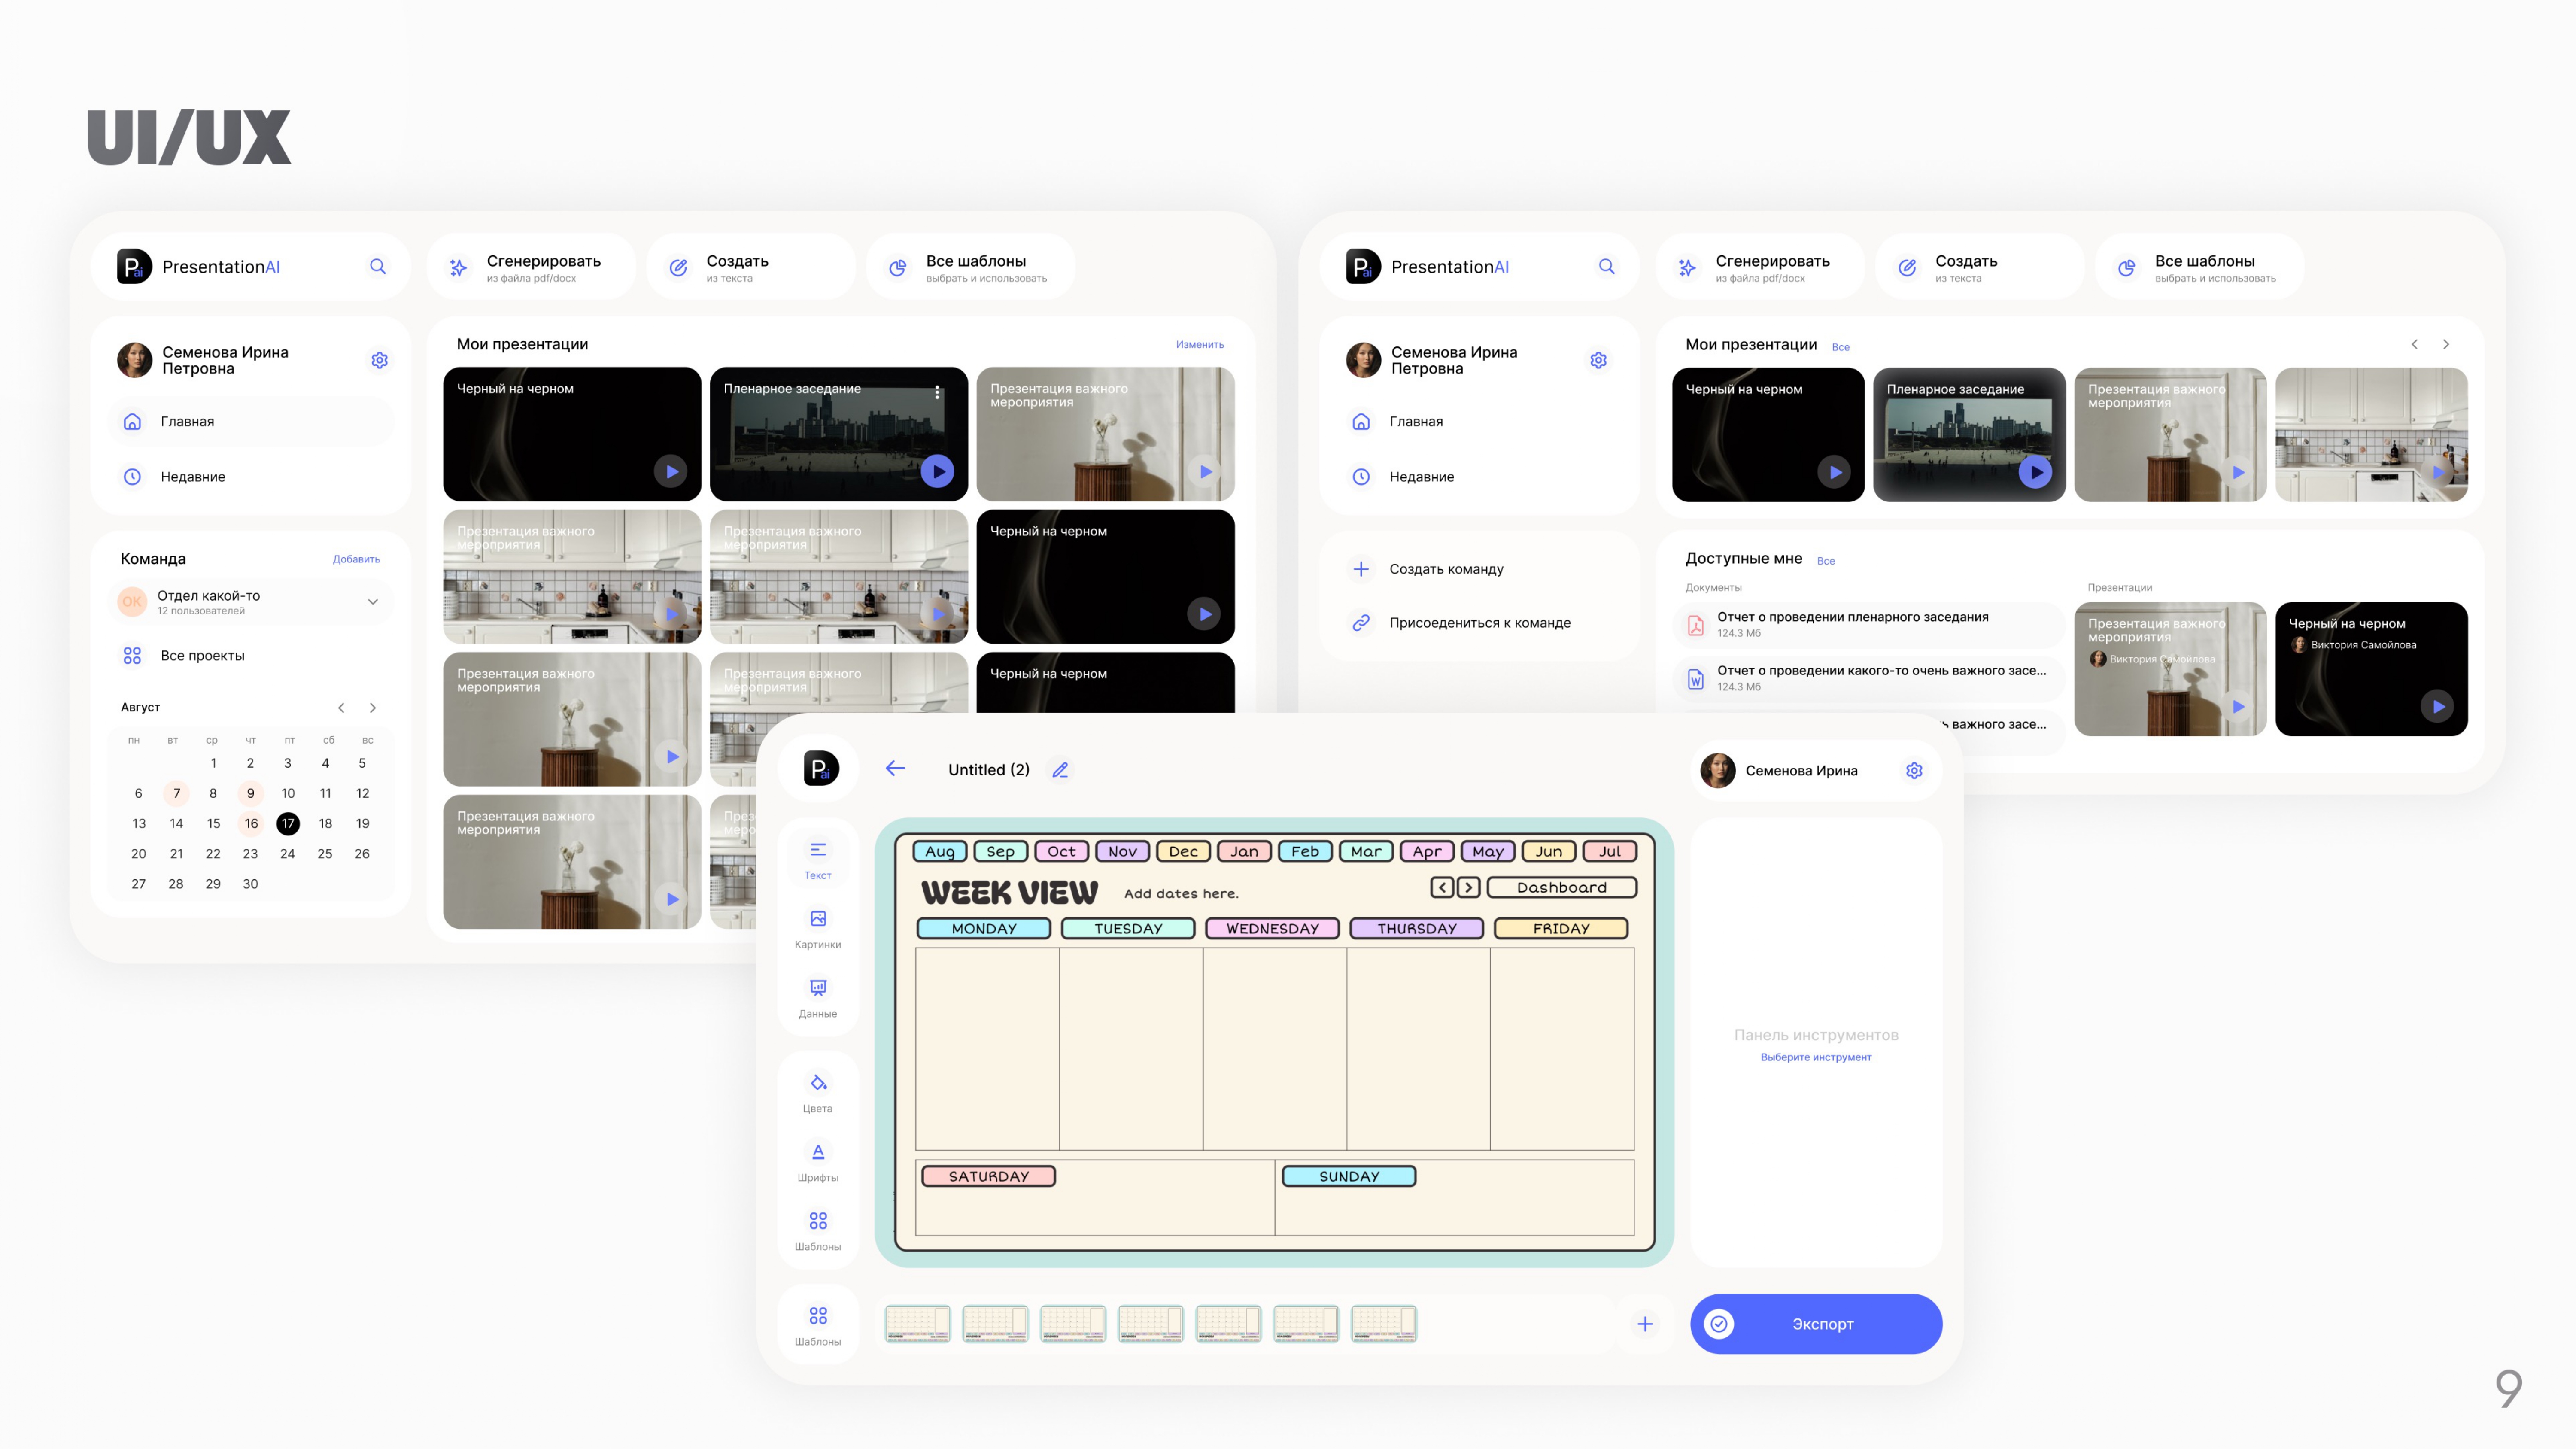 UI/UX
Pai
PresentationAI
Сгенерировать
из файла pdf/docx
Создать
из текста
Все шаблоны
выбрать и использовать
Семенова Ирина
Петровна
Главная
Недавние
Команда
Добавить
ОК
Отдел какой-то
12 пользователей
Все проекты
Август
пн вт ср чт пт сб вс
1 2 3 4 5
6 7 8 9 10 11 12
13 14 15 16 17 18 19
20 21 22 23 24 25 26
27 28 29 30
Мои презентации
Изменить
Черный на черном
Пленарное заседание
Презентация важного
мероприятия
Презентация важного
мероприятия
Презентация важного
мероприятия
Черный на черном
Презентация важного
мероприятия
Презентация важного
мероприятия
Черный на черном
Презентация важного
мероприятия
Pai
PresentationAI
Сгенерировать
из файла pdf/docx
Создать
из текста
Все шаблоны
выбрать и использовать
Семенова Ирина
Петровна
Главная
Недавние
Создать команду
Присоедениться к команде
Мои презентации
Все
Черный на черном
Пленарное заседание
Презентация важного
мероприятия
Доступные мне
Все
Документы
Отчет о проведении пленарного заседания
124.3 Мб
Отчет о проведении какого-то очень важного засе...
124.3 Мб
важного засе...
Презентации
Презентация важного
мероприятия
Виктория Самойлова
Черный на черном
Виктория Самойлова
Pai
Untitled (2)
Семенова Ирина
Текст
Картинки
Данные
Цвета
Шрифты
Шаблоны
Шаблоны
Aug Sep Oct Nov Dec Jan Feb Mar Apr May Jun Jul
WEEK VIEW
Add dates here.
Dashboard
MONDAY TUESDAY WEDNESDAY THURSDAY FRIDAY
SATURDAY
SUNDAY
Панель инструментов
Выберите инструмент
Экспорт
9